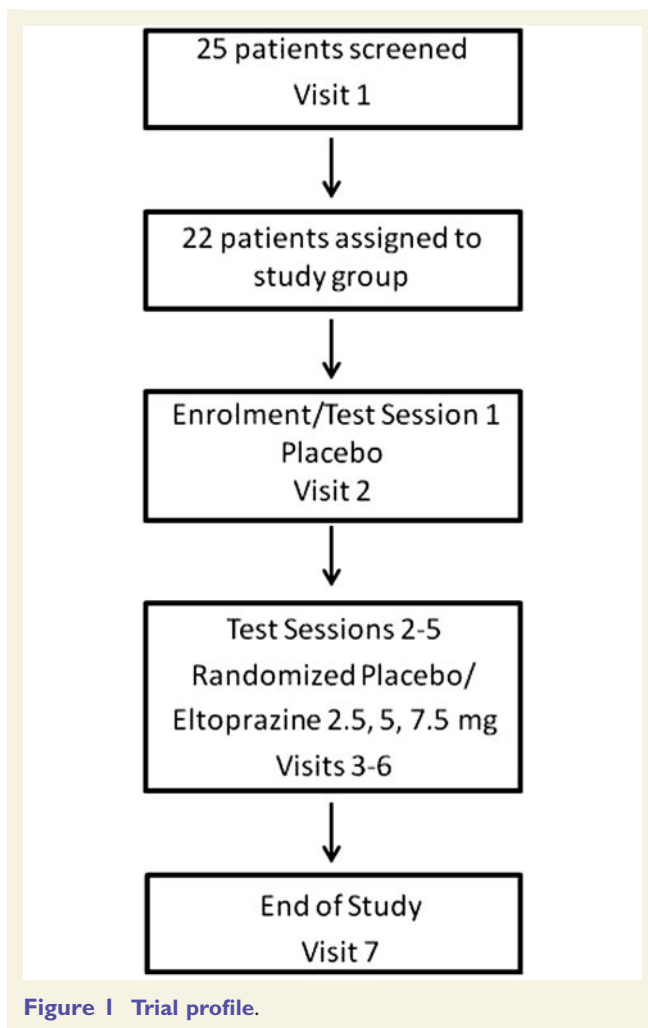 25 patients screened
Visit 1
22 patients assigned to
study group
Enrolment/Test Session 1
Placebo
Visit 2
Test Sessions 2-5
Randomized Placebo/
Eltoprazine 2.5, 5, 7.5 mg
Visits 3-6
End of Study
Visit 7
Figure 1 Trial profile.